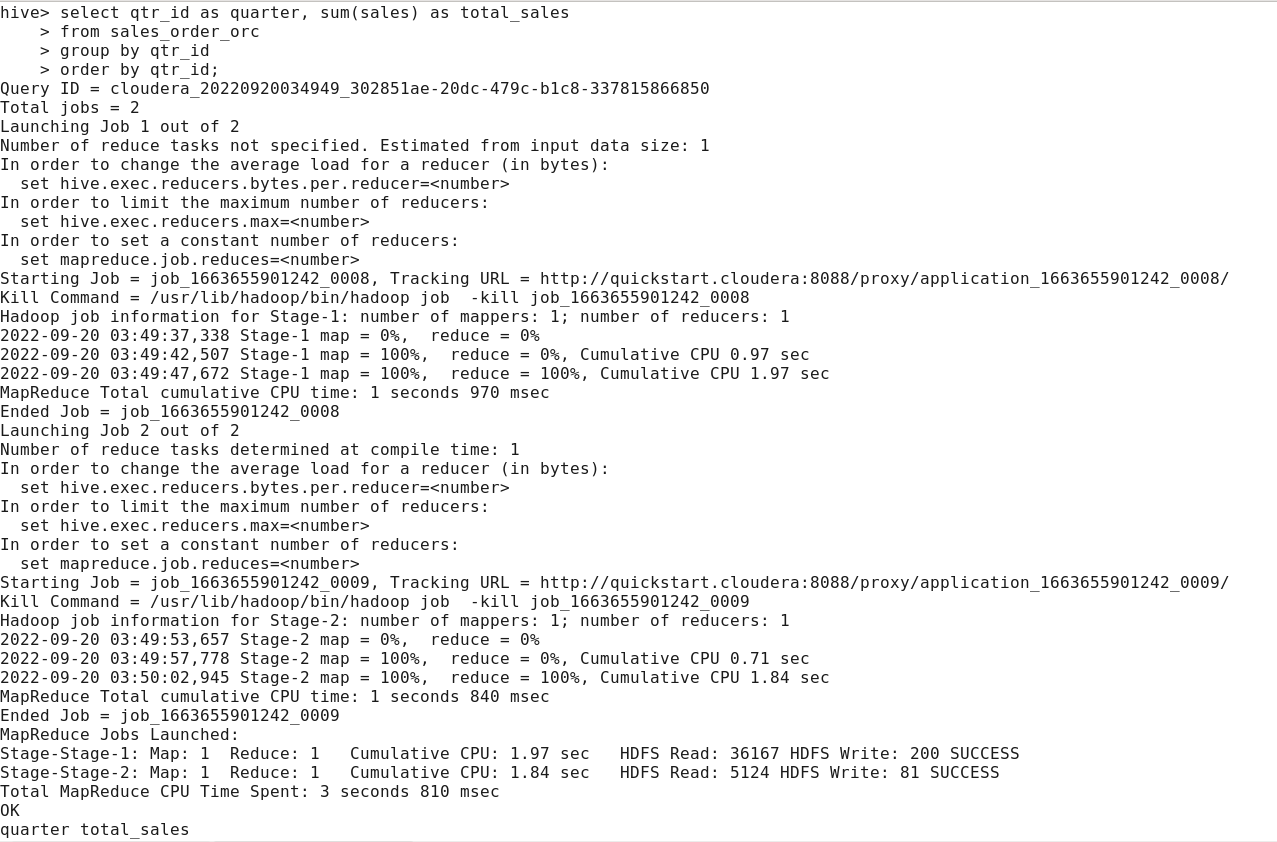 hive> select qtr_id as quarter, sum(sales) as total_sales
    > from sales_order_orc
    > group by qtr_id
    > order by qtr_id;
Query ID = cloudera_20220920034949_302851ae-20dc-479c-b1c8-337815866850
Total jobs = 2
Launching Job 1 out of 2
Number of reduce tasks not specified. Estimated from input data size: 1
In order to change the average load for a reducer (in bytes):
  set hive.exec.reducers.bytes.per.reducer=<number>
In order to limit the maximum number of reducers:
  set hive.exec.reducers.max=<number>
In order to set a constant number of reducers:
  set mapreduce.job.reduces=<number>
Starting Job = job_1663655901242_0008, Tracking URL = http://quickstart.cloudera:8088/proxy/application_1663655901242_0008/
Kill Command = /usr/lib/hadoop/bin/hadoop job  -kill job_1663655901242_0008
Hadoop job information for Stage-1: number of mappers: 1; number of reducers: 1
2022-09-20 03:49:37,338 Stage-1 map = 0%,  reduce = 0%
2022-09-20 03:49:42,507 Stage-1 map = 100%,  reduce = 0%, Cumulative CPU 0.97 sec
2022-09-20 03:49:47,672 Stage-1 map = 100%,  reduce = 100%, Cumulative CPU 1.97 sec
MapReduce Total cumulative CPU time: 1 seconds 970 msec
Ended Job = job_1663655901242_0008
Launching Job 2 out of 2
Number of reduce tasks determined at compile time: 1
In order to change the average load for a reducer (in bytes):
  set hive.exec.reducers.bytes.per.reducer=<number>
In order to limit the maximum number of reducers:
  set hive.exec.reducers.max=<number>
In order to set a constant number of reducers:
  set mapreduce.job.reduces=<number>
Starting Job = job_1663655901242_0009, Tracking URL = http://quickstart.cloudera:8088/proxy/application_1663655901242_0009/
Kill Command = /usr/lib/hadoop/bin/hadoop job  -kill job_1663655901242_0009
Hadoop job information for Stage-2: number of mappers: 1; number of reducers: 1
2022-09-20 03:49:53,657 Stage-2 map = 0%,  reduce = 0%
2022-09-20 03:49:57,778 Stage-2 map = 100%,  reduce = 0%, Cumulative CPU 0.71 sec
2022-09-20 03:50:02,945 Stage-2 map = 100%,  reduce = 100%, Cumulative CPU 1.84 sec
MapReduce Total cumulative CPU time: 1 seconds 840 msec
Ended Job = job_1663655901242_0009
MapReduce Jobs Launched:
Stage-Stage-1: Map: 1  Reduce: 1   Cumulative CPU: 1.97 sec   HDFS Read: 36167 HDFS Write: 200 SUCCESS
Stage-Stage-2: Map: 1  Reduce: 1   Cumulative CPU: 1.84 sec   HDFS Read: 5124 HDFS Write: 81 SUCCESS
Total MapReduce CPU Time Spent: 3 seconds 810 msec
OK
quarter total_sales